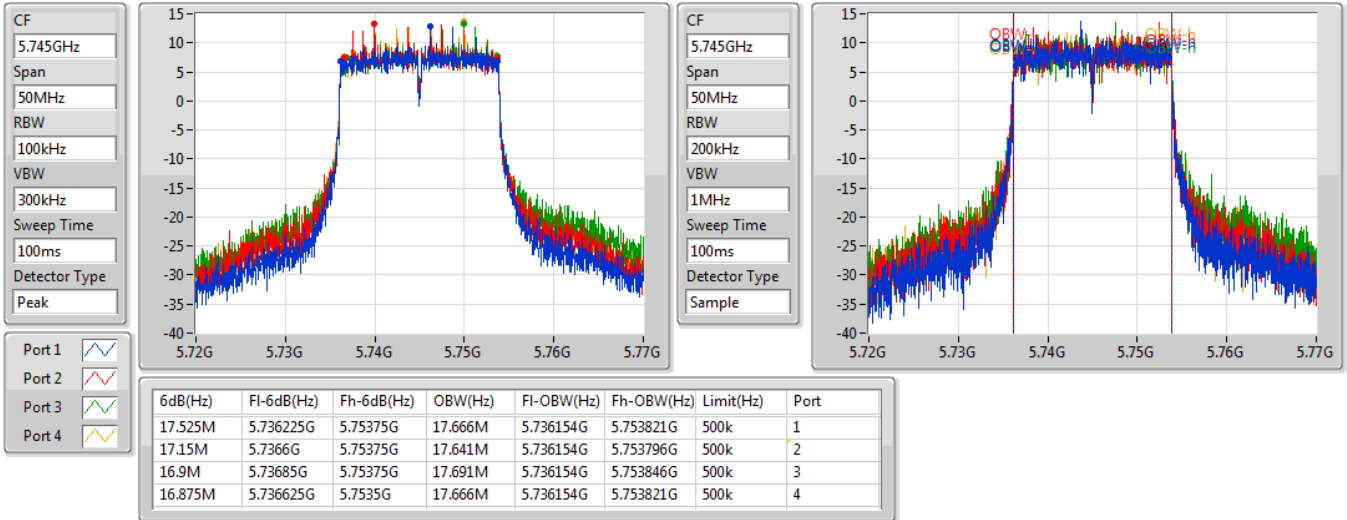 CF
5.745GHz
Span
50MHz
RBW
100kHz
VBW
300kHz
Sweep Time
100ms
Detector Type
Peak
15
10
5
0
-5
-10
-15
-20
-25
-30
-35
-40
5.72G 5.73G 5.74G 5.75G 5.76G 5.77G
CF
5.745GHz
Span
50MHz
RBW
200kHz
VBW
1MHz
Sweep Time
100ms
Detector Type
Sample
15
10
5
0
-5
-10
-15
-20
-25
-30
-35
-40
5.72G 5.73G 5.74G 5.75G 5.76G 5.77G
Port 1
Port 2
Port 3
Port 4
6dB(Hz) Fl-6dB(Hz) Fh-6dB(Hz) OBW(Hz) Fl-OBW(Hz) Fh-OBW(Hz) Limit(Hz) Port
17.525M 5.736225G 5.75375G 17.666M 5.736154G 5.753821G 500k 1
17.15M 5.7366G 5.75375G 17.641M 5.736154G 5.753796G 500k 2
16.9M 5.73685G 5.75375G 17.691M 5.736154G 5.753846G 500k 3
16.875M 5.736625G 5.7535G 17.666M 5.736154G 5.753821G 500k 4